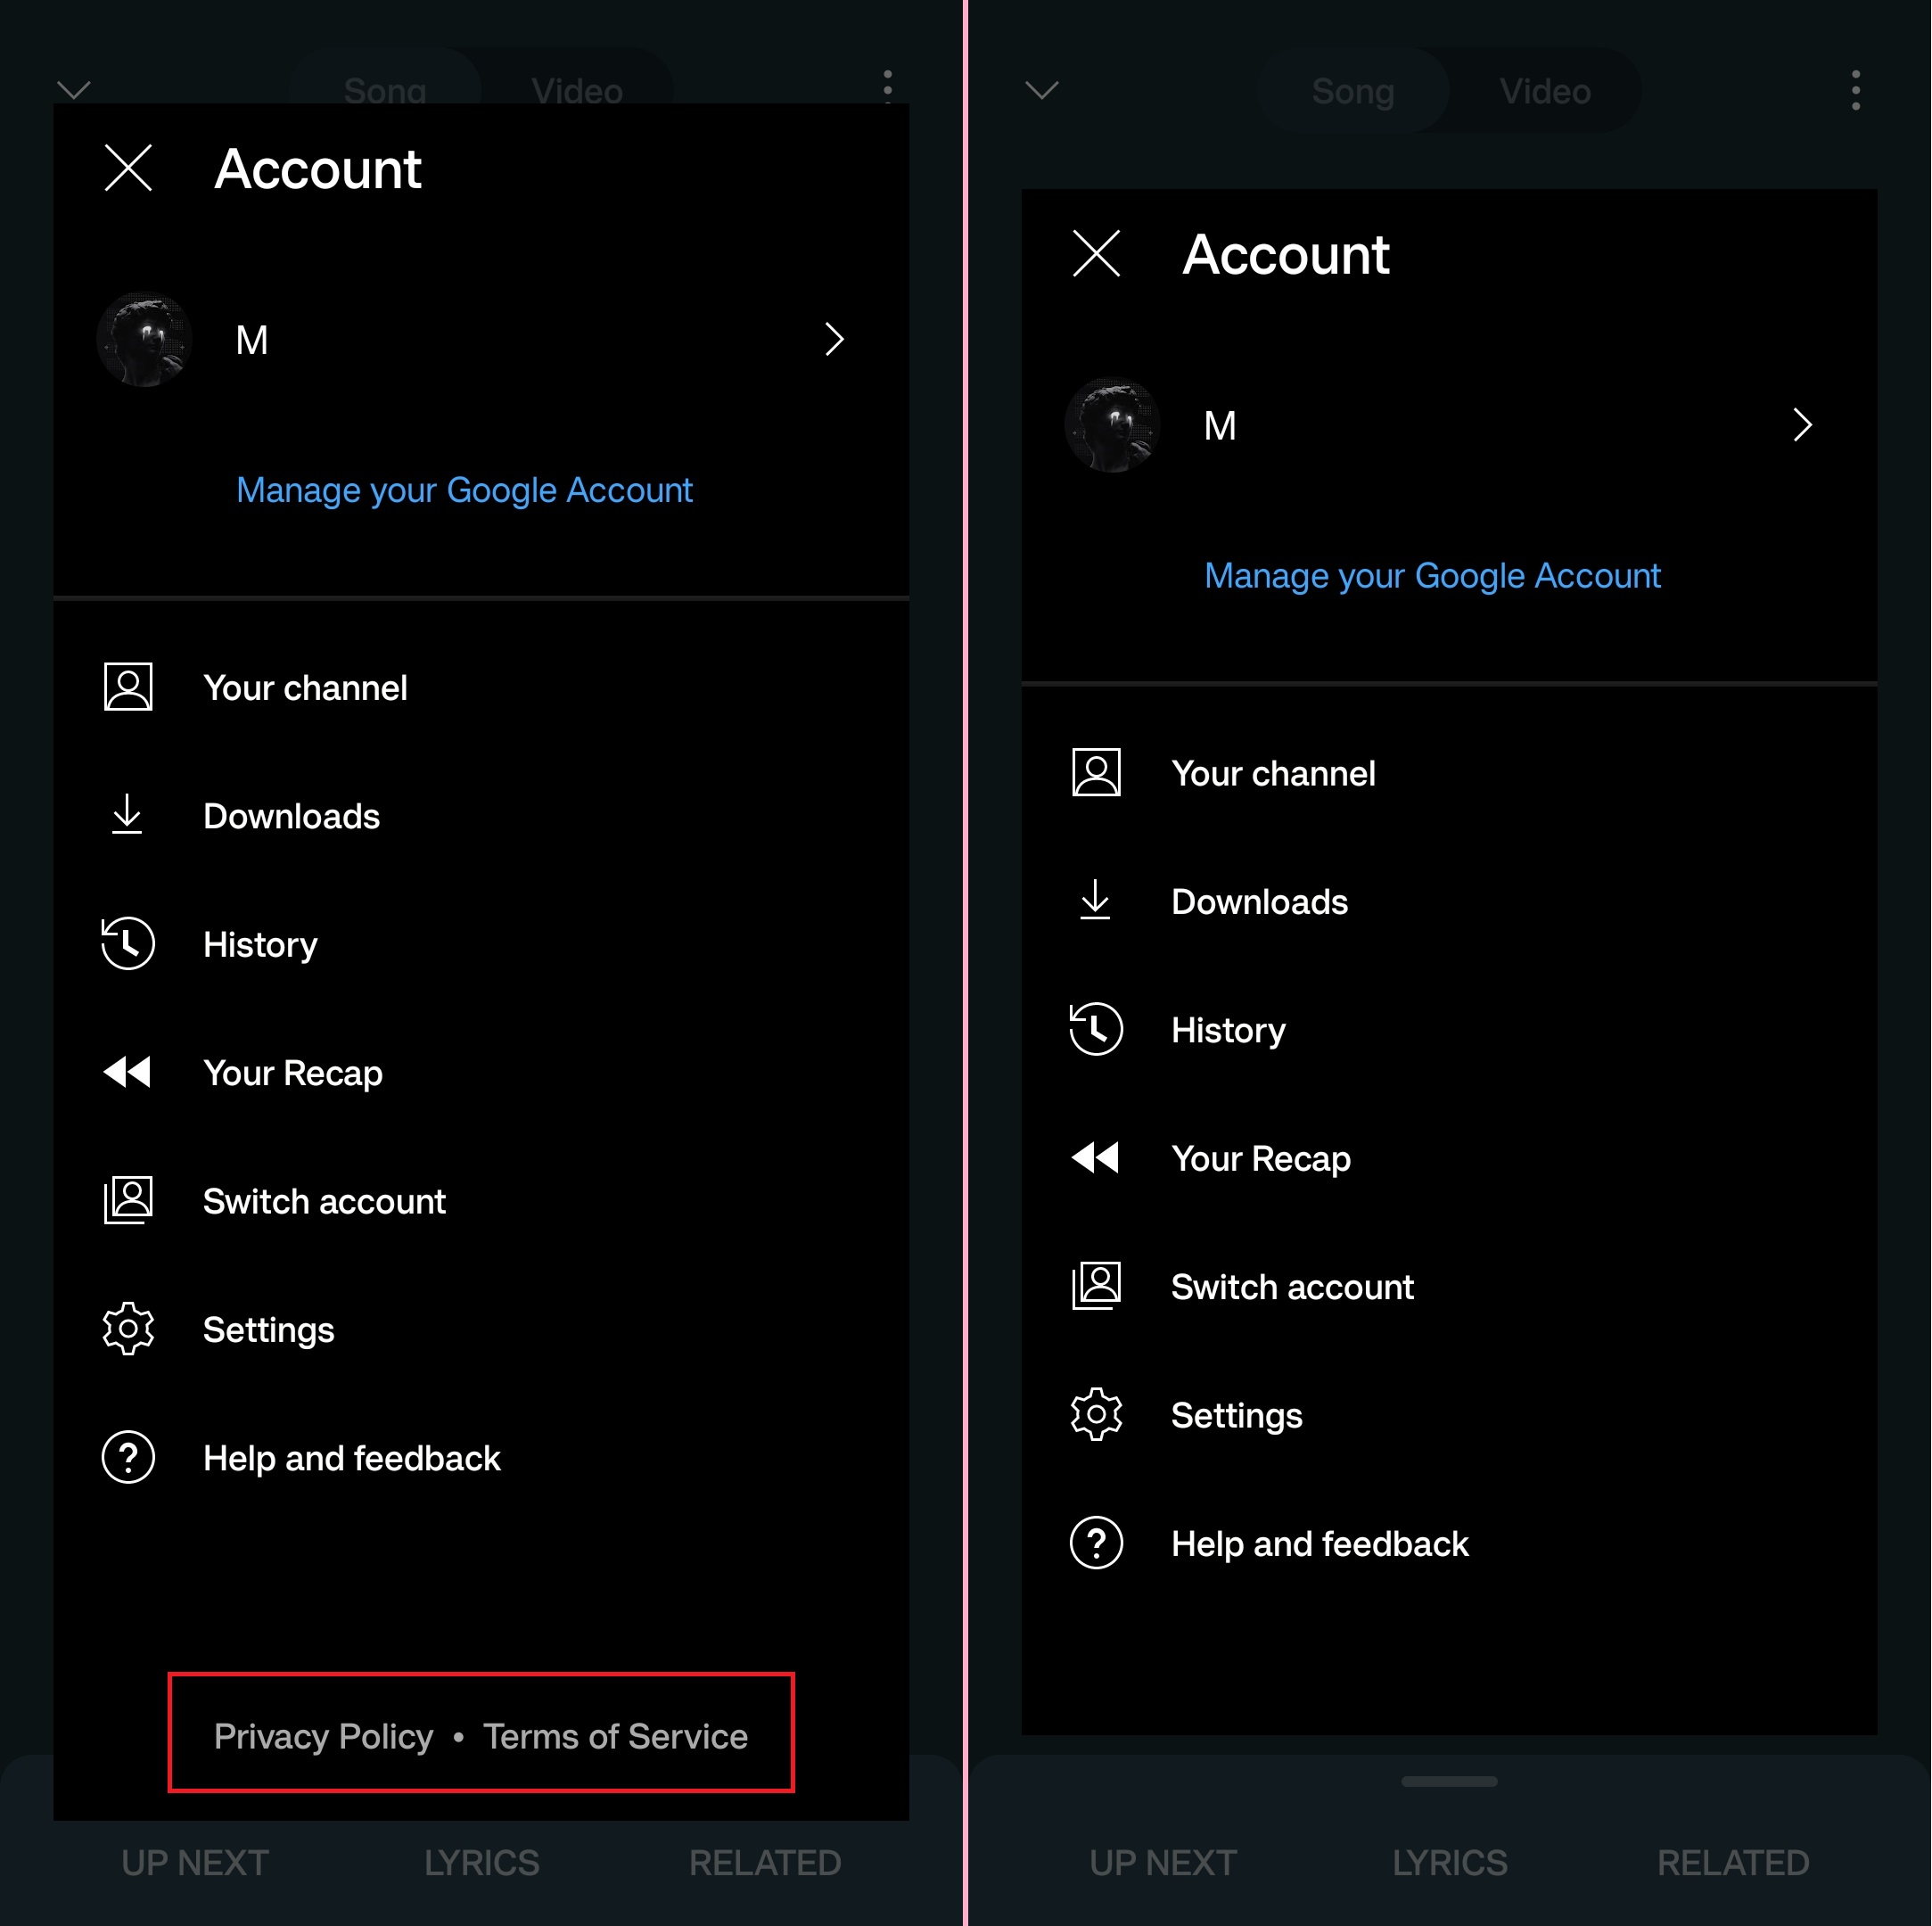 Song Video
Account
M
Manage your Google Account
Your channel
Downloads
History
Your Recap
Switch account
Settings
Help and feedback
Privacy Policy • Terms of Service
UP NEXT LYRICS RELATED
Song Video
Account
M
Manage your Google Account
Your channel
Downloads
History
Your Recap
Switch account
Settings
Help and feedback
UP NEXT LYRICS RELATED